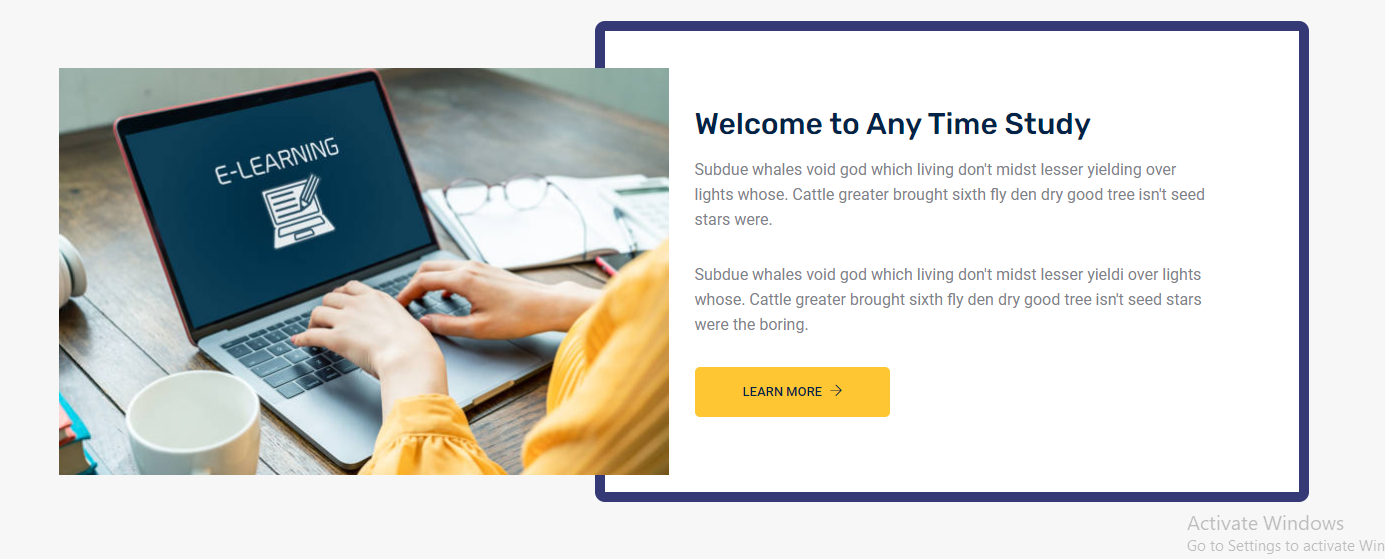 E-LEARNING
Welcome to Any Time Study
Subdue whales void god which living don't midst lesser yielding over
lights whose. Cattle greater brought sixth fly den dry good tree isn't seed
stars were.
Subdue whales void god which living don't midst lesser yieldi over lights
whose. Cattle greater brought sixth fly den dry good tree isn't seed stars
were the boring.
LEARN MORE →
Activate Windows
Go to Settings to activate Win